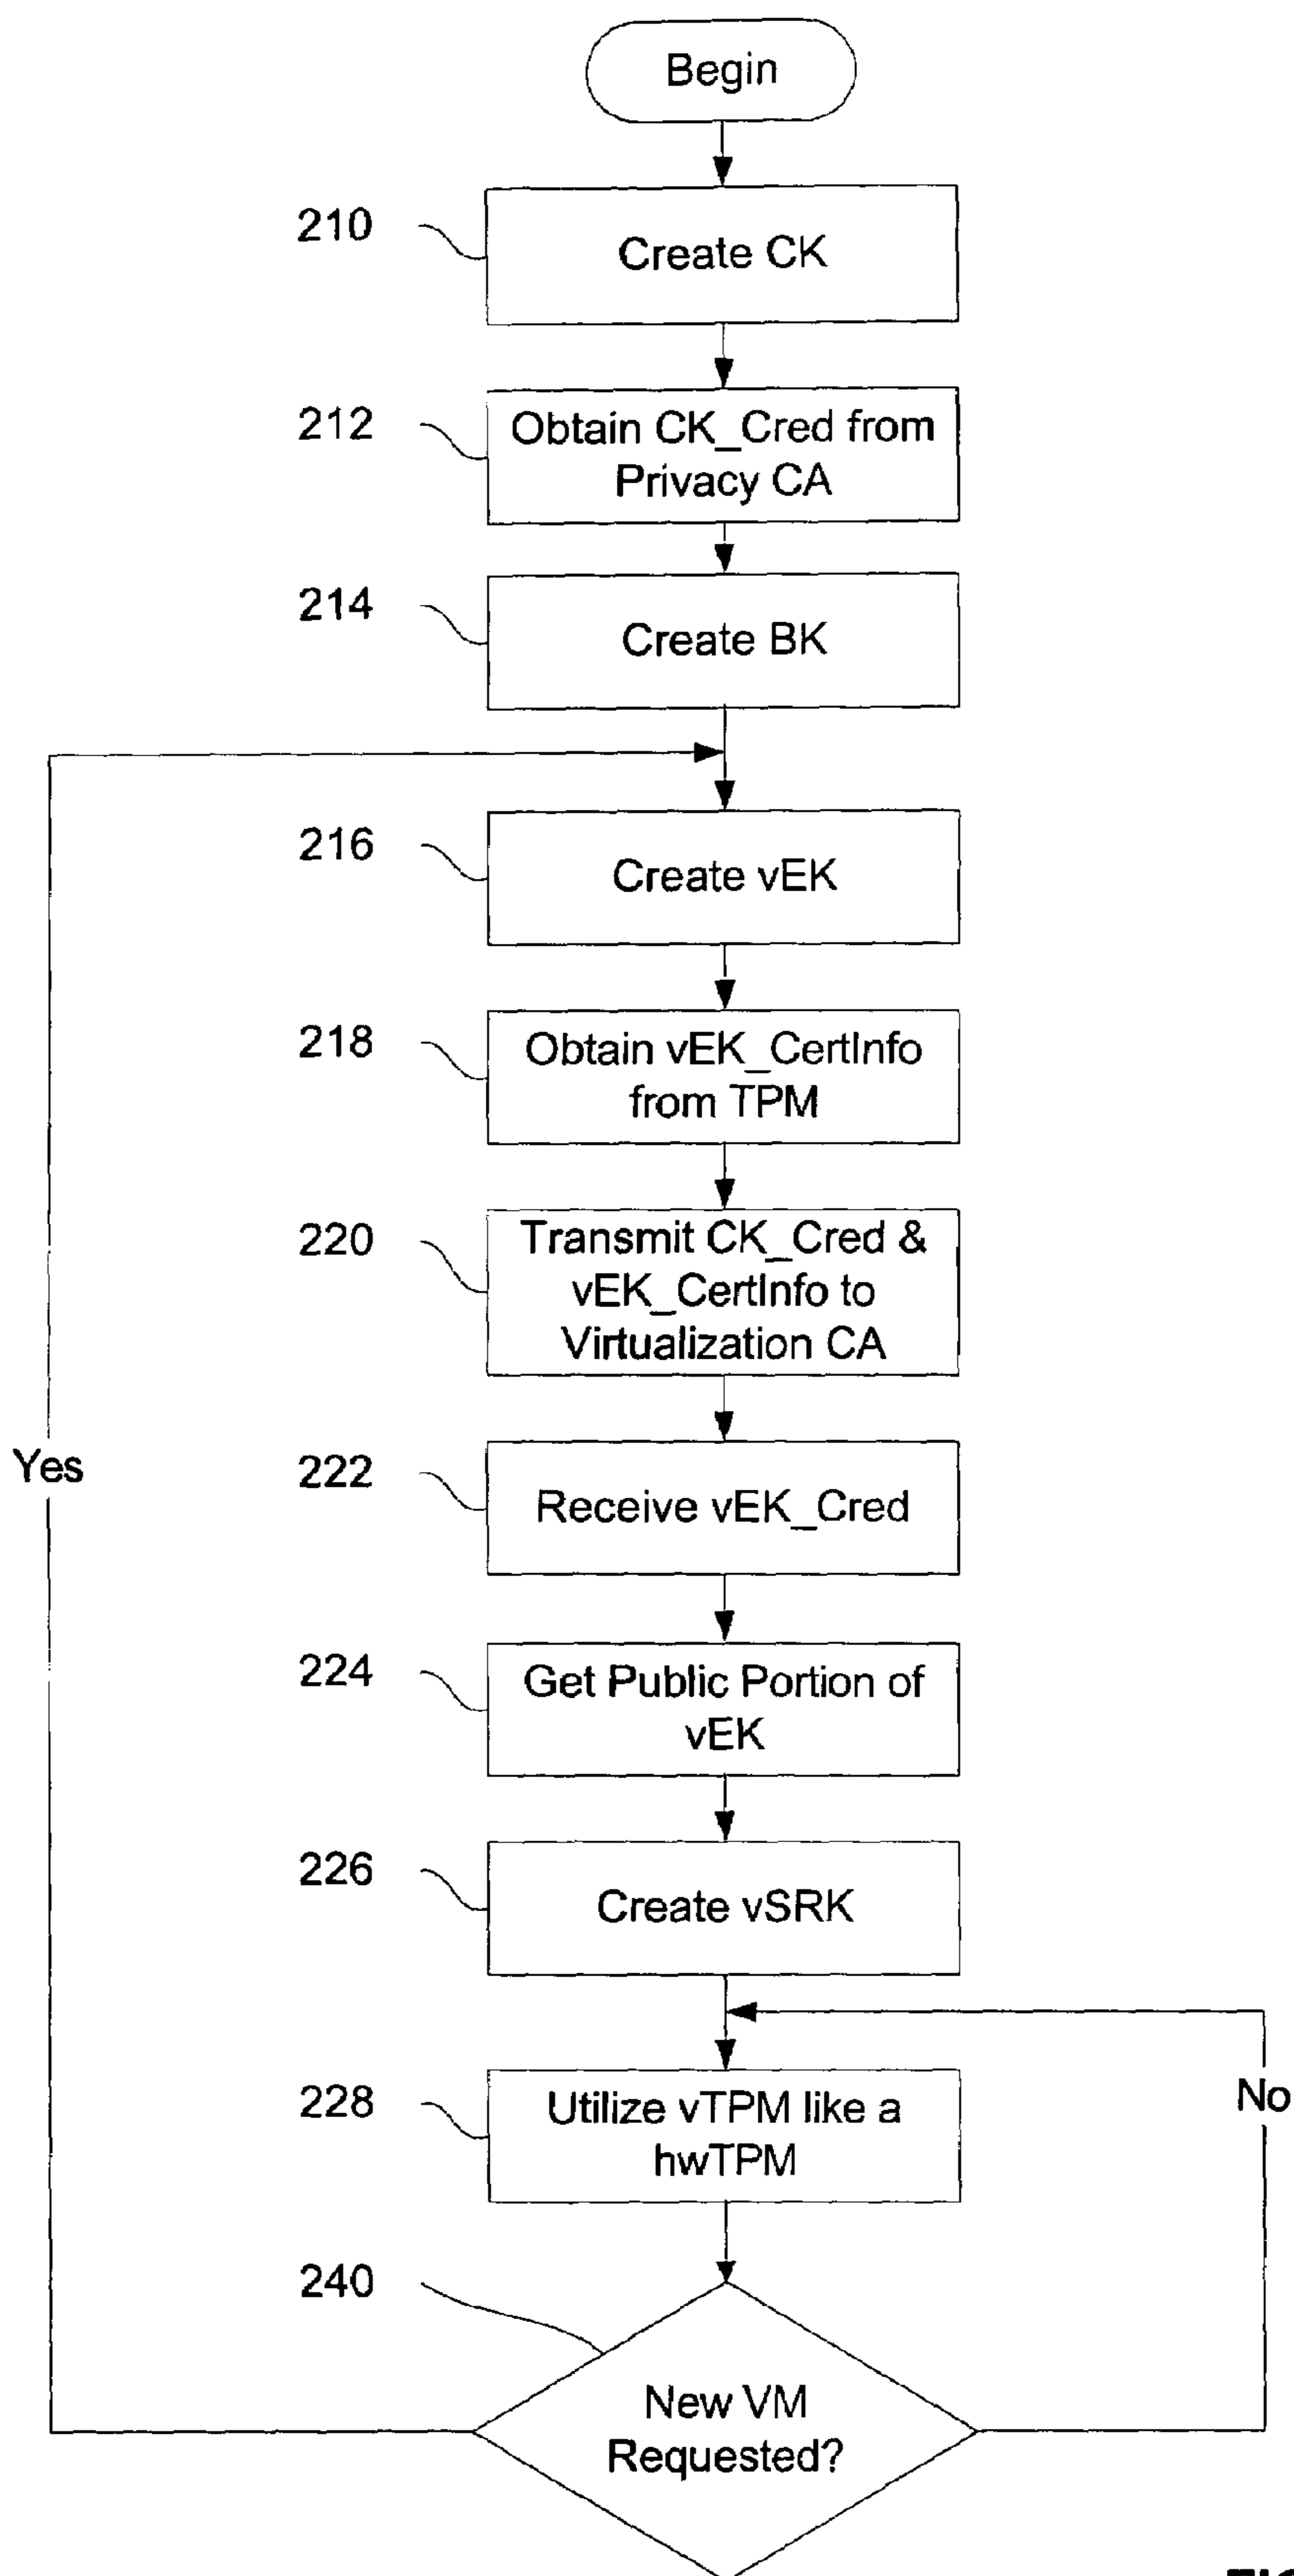 Begin
210
Create CK
212
Obtain CK_Cred from
Privacy CA
214
Create BK
216
Create vEK
218
Obtain vEK_CertInfo
from TPM
220
Transmit CK_Cred &
vEK_CertInfo to
Virtualization CA
Yes
222
Receive vEK_Cred
224
Get Public Portion of
vEK
226
Create vSRK
228
Utilize vTPM like a
hwTPM
No
240
New VM
Requested?